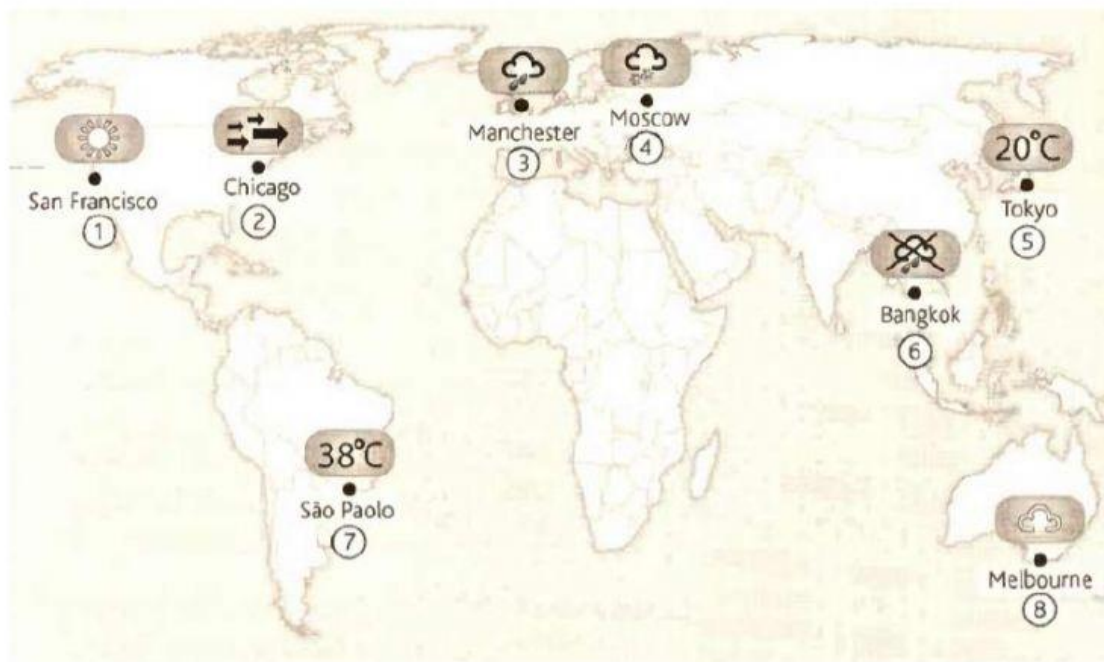 San Francisco
1
Chicago
2
Manchester
3
Moscow
4
20°C
Tokyo
5
Bangkok
6
38°C
São Paolo
7
Melbourne
8